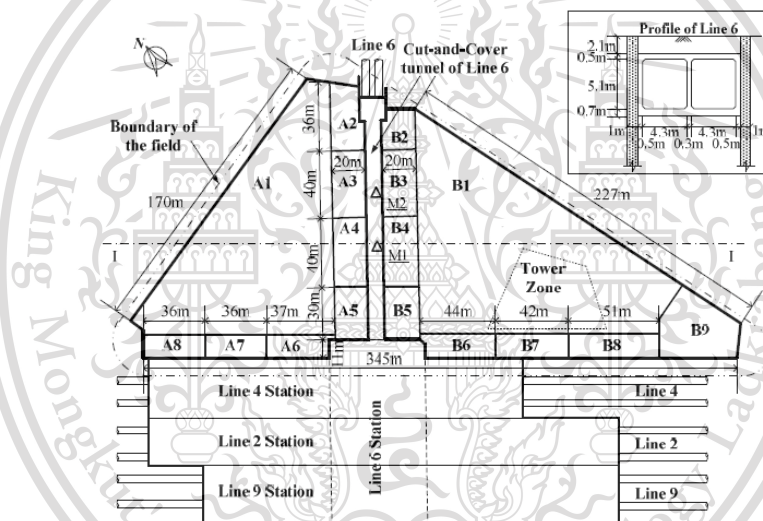 N
Line 6
Cut-and-Cover
tunnel of Line 6
Profile of Line 6
2.1m
0.5m
5.1m
0.7m
1m
4.3m
4.3m
1m
0.5m
0.3m
0.5m
Boundary of
the field
170m
227m
36m
A2
B2
20m
20m
A1
A3
B3
M2
B1
40m
A4
B4
M1
40m
I
I
Tower
Zone
30m
A5
B5
36m
36m
37m
44m
42m
51m
A8
A7
A6
B6
B7
B8
B9
11m
345m
Line 4 Station
Line 4
Line 2 Station
Line 6 Station
Line 2
Line 9 Station
Line 9
King Mongkut's